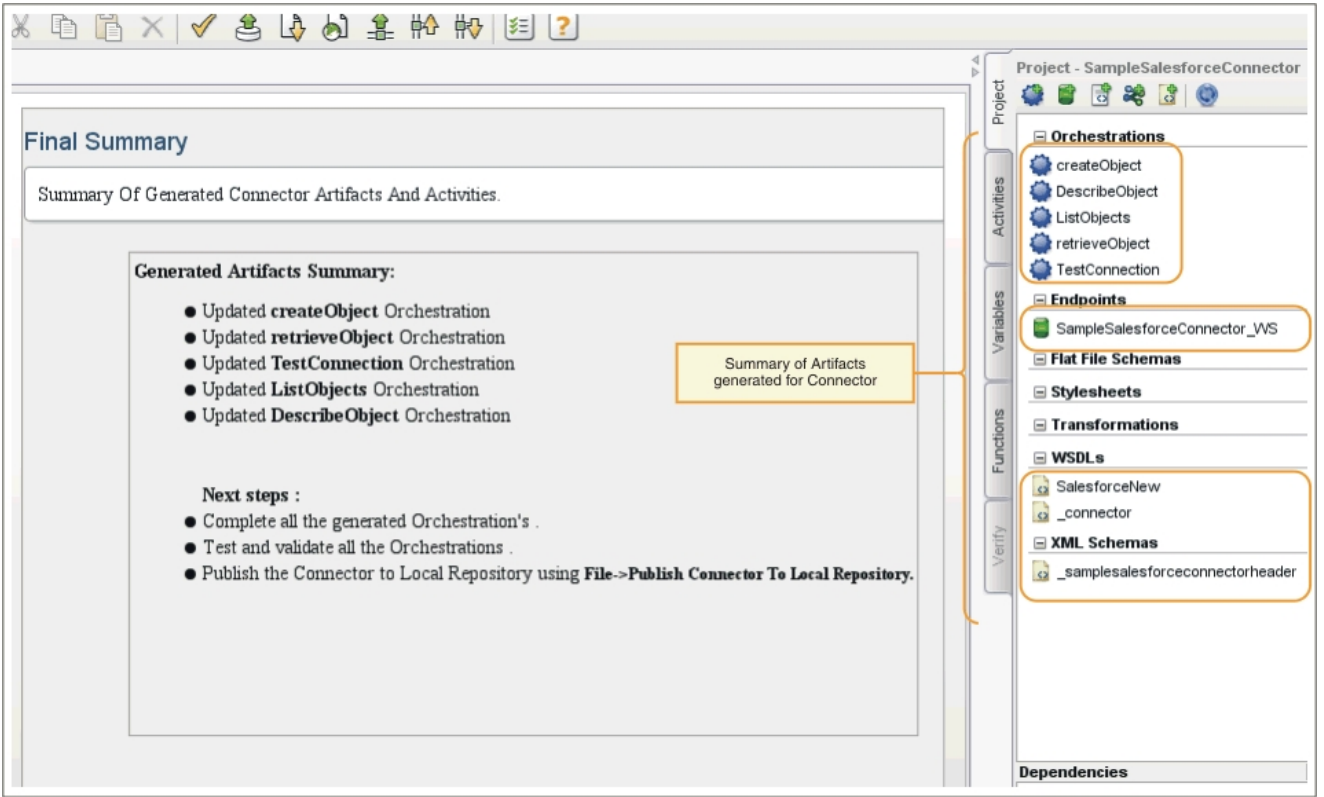 Final Summary
Summary Of Generated Connector Artifacts And Activities.
Generated Artifacts Summary:
● Updated createObject Orchestration
● Updated retrieveObject Orchestration
● Updated TestConnection Orchestration
● Updated ListObjects Orchestration
● Updated DescribeObject Orchestration
Next steps :
● Complete all the generated Orchestration's .
● Test and validate all the Orchestrations .
● Publish the Connector to Local Repository using File->Publish Connector To Local Repository.
Summary of Artifacts
generated for Connector
Project
Activities
Variables
Functions
Verify
Project - SampleSalesforceConnector
Orchestrations
createObject
DescribeObject
ListObjects
retrieveObject
TestConnection
Endpoints
SampleSalesforceConnector_WS
Flat File Schemas
Stylesheets
Transformations
WSDLs
SalesforceNew
_connector
XML Schemas
_samplesalesforceconnectorheader
Dependencies